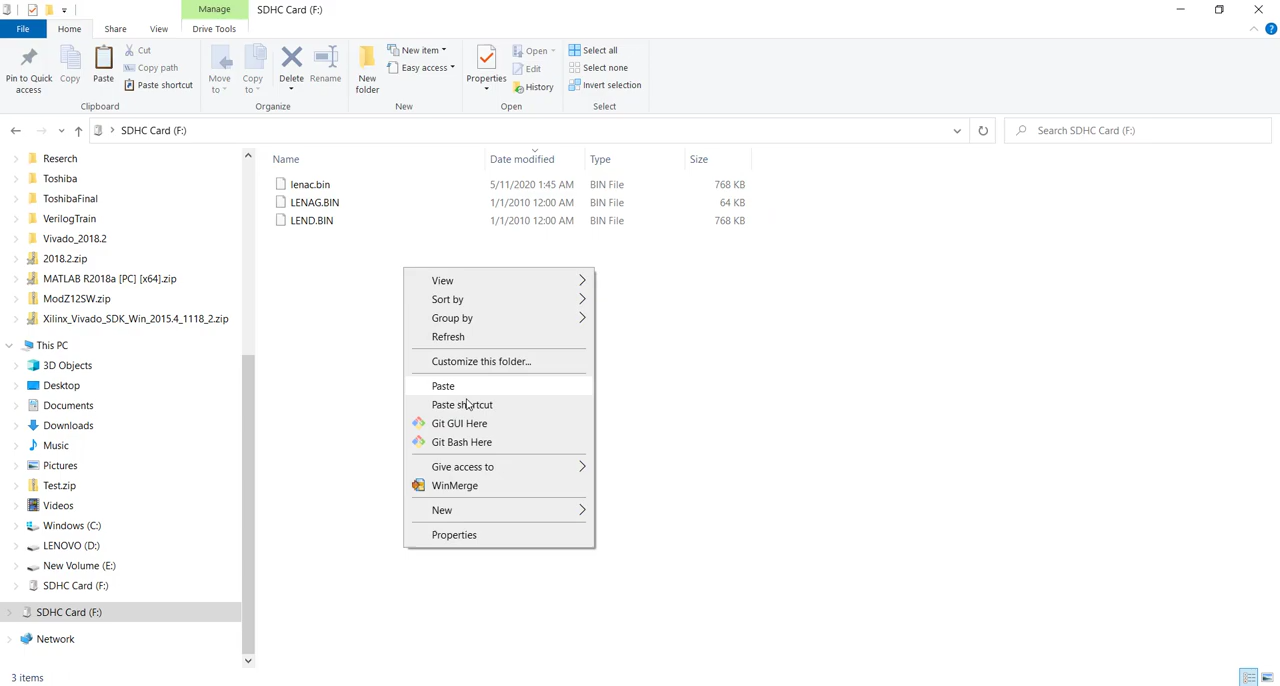 Manage
SDHC Card (F:)
File
Home
Share
View
Drive Tools
Pin to Quick access
Copy
Paste
Cut
Copy path
Paste shortcut
Clipboard
Move to
Copy to
Delete
Rename
Organize
New folder
New item
Easy access
New
Properties
Open
Edit
History
Open
Select all
Select none
Invert selection
Select
SDHC Card (F:)
Search SDHC Card (F:)
Reserch
Toshiba
ToshibaFinal
VerilogTrain
Vivado_2018.2
2018.2.zip
MATLAB R2018a [PC] [x64].zip
ModZ12SW.zip
Xilinx_Vivado_SDK_Win_2015.4_1118_2.zip
This PC
3D Objects
Desktop
Documents
Downloads
Music
Pictures
Test.zip
Videos
Windows (C:)
LENOVO (D:)
New Volume (E:)
SDHC Card (F:)
SDHC Card (F:)
Network
Name Date modified Type Size
lenac.bin 5/11/2020 1:45 AM BIN File 768 KB
LENAG.BIN 1/1/2010 12:00 AM BIN File 64 KB
LEND.BIN 1/1/2010 12:00 AM BIN File 768 KB
View
Sort by
Group by
Refresh
Customize this folder...
Paste
Paste shortcut
Git GUI Here
Git Bash Here
Give access to
WinMerge
New
Properties
3 items